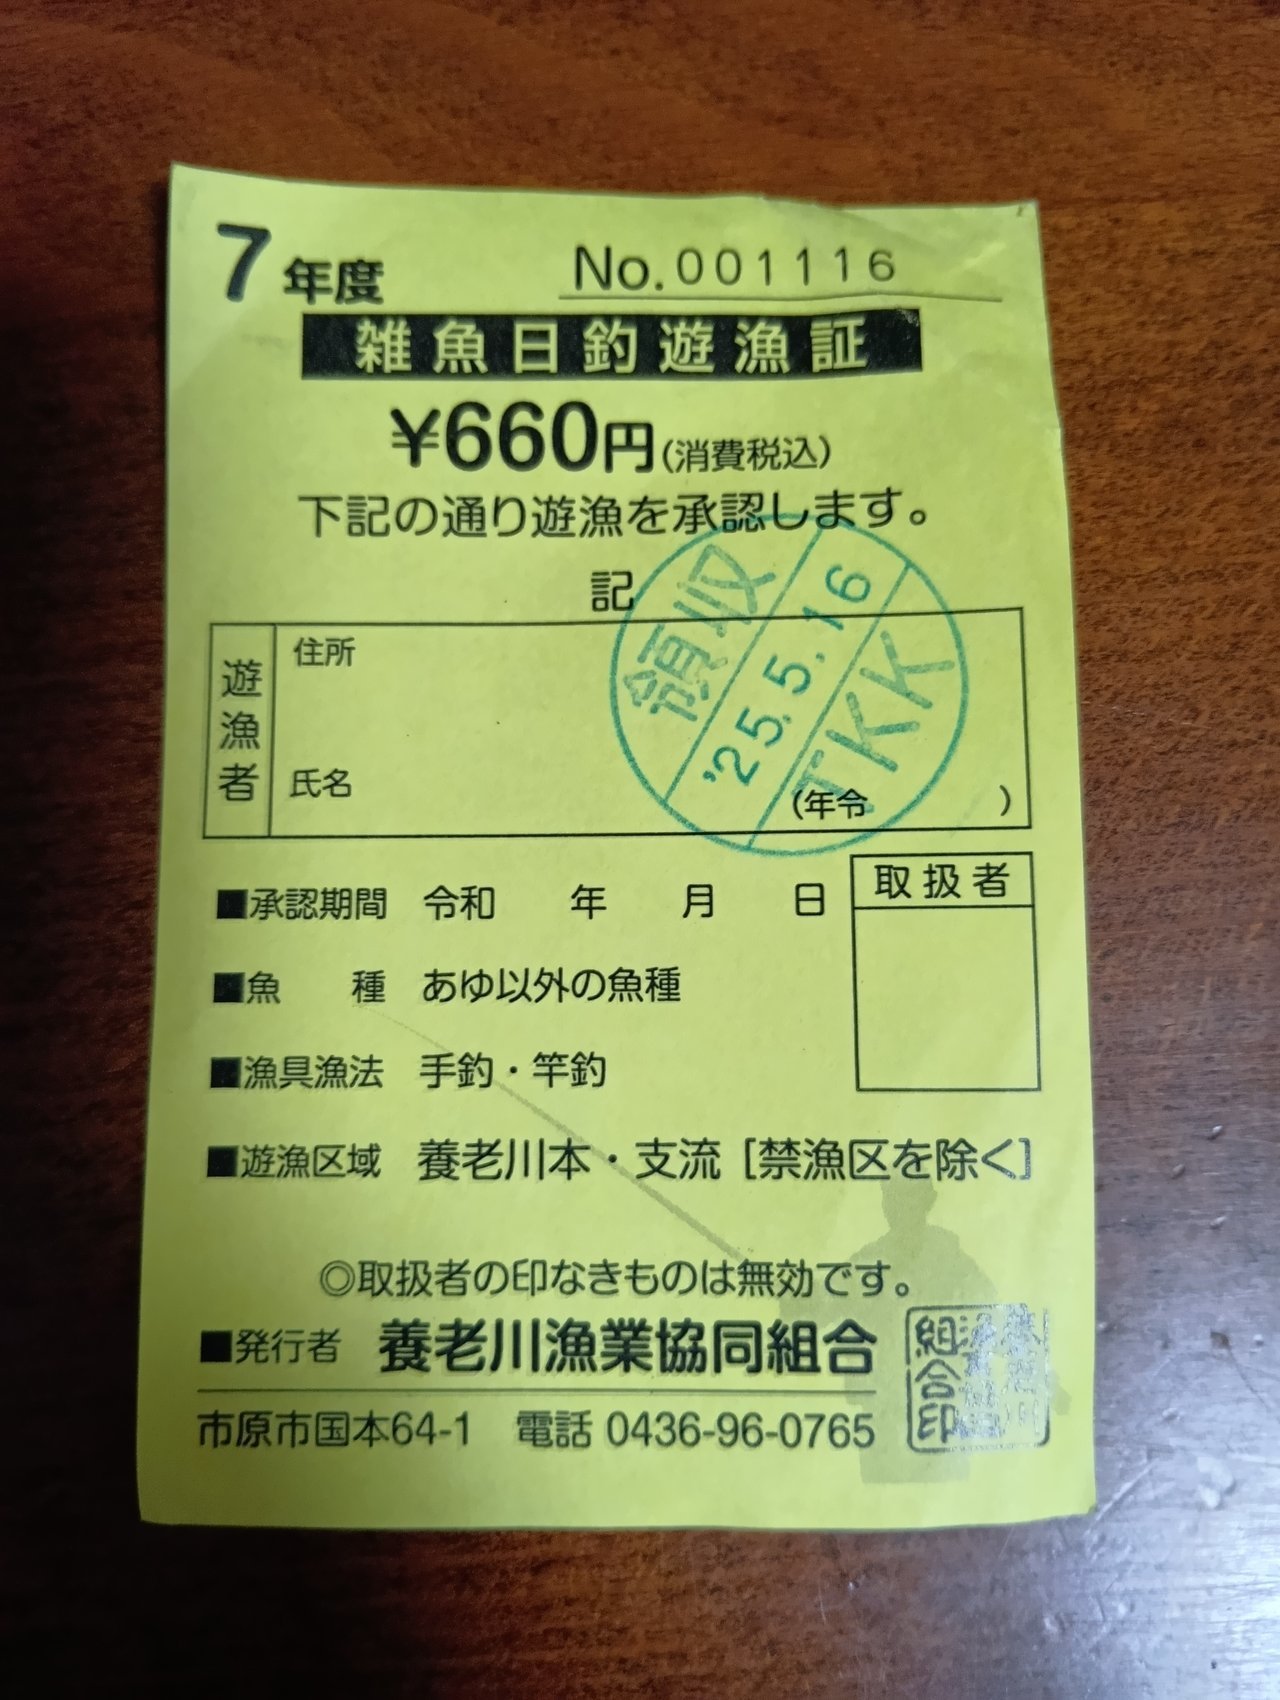 7年度
No.001116
雑魚日釣遊漁証
¥660円(消費税込)
下記の通り遊漁を承認します。
記
遊漁者
住所
氏名
(年令 )
領収
'25.5.16
TKK
■承認期間 令和 年 月 日
取扱者
■魚 種 あゆ以外の魚種
■漁具漁法 手釣・竿釣
■遊漁区域 養老川本・支流［禁漁区を除く］
◎取扱者の印なきものは無効です。
■発行者 養老川漁業協同組合
市原市国本64-1 電話 0436-96-0765
組合印